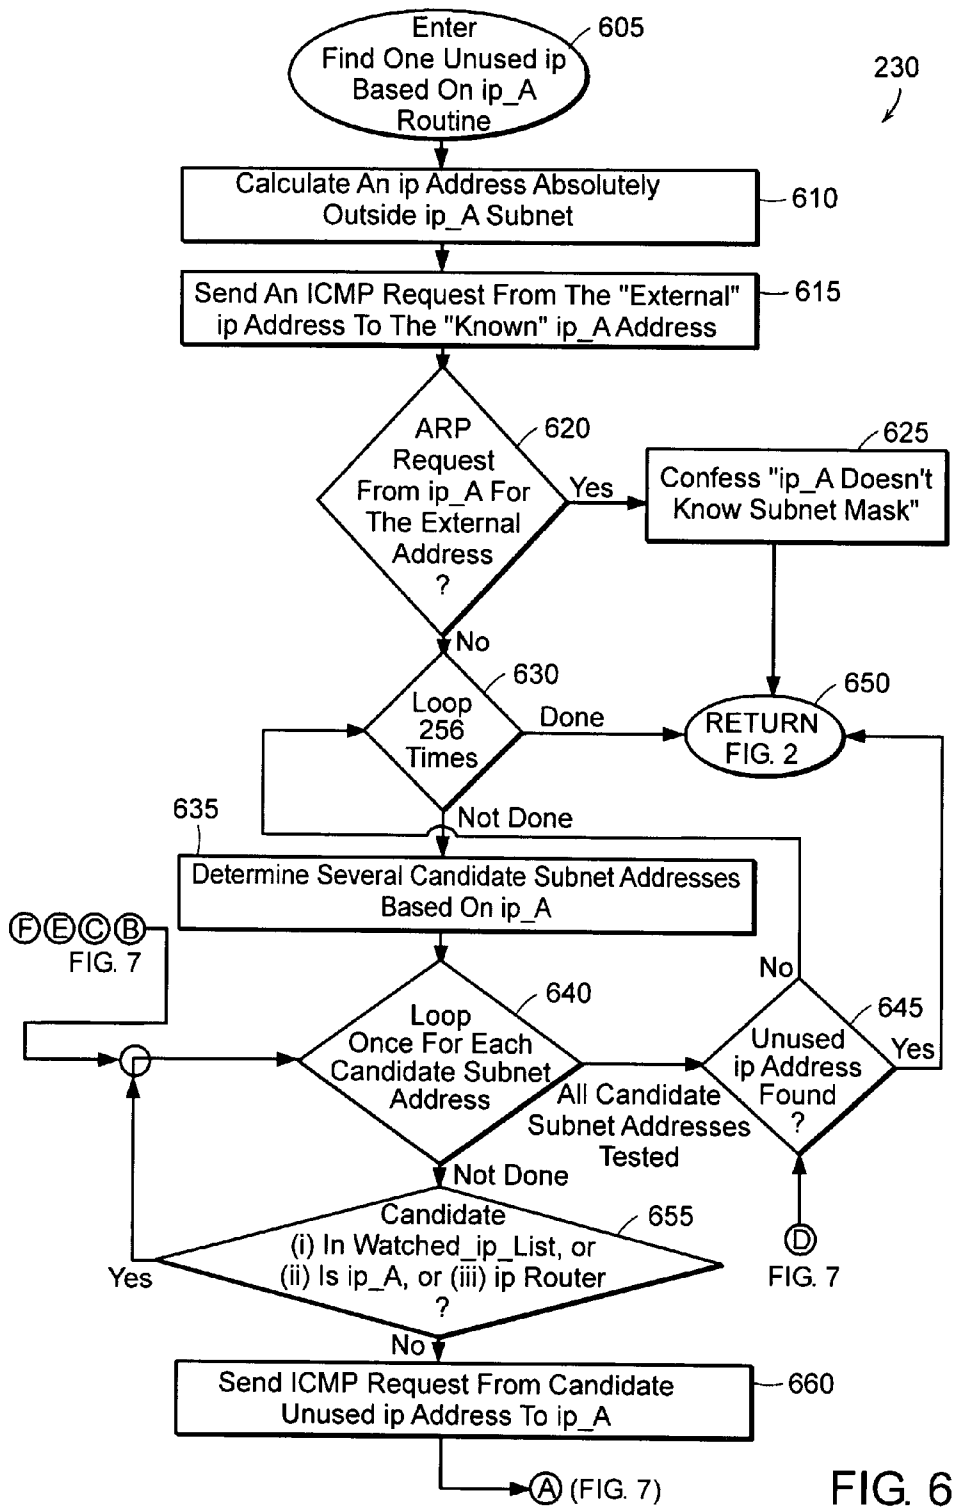 Enter
Find One Unused ip
Based On ip_A
Routine
605
230
Calculate An ip Address Absolutely
Outside ip_A Subnet
610
Send An ICMP Request From The "External"
ip Address To The "Known" ip_A Address
615
ARP
Request
From ip_A For
The External
Address
?
620
Yes
625
Confess "ip_A Doesn't
Know Subnet Mask"
No
Loop
256
Times
630
Done
650
RETURN
FIG. 2
Not Done
635
Determine Several Candidate Subnet Addresses
Based On ip_A
F E C B
FIG. 7
Loop
Once For Each
Candidate Subnet
Address
640
All Candidate
Subnet Addresses
Tested
No
645
Unused
ip Address
Found
?
Yes
D
FIG. 7
Not Done
Candidate
(i) In Watched_ip_List, or
(ii) Is ip_A, or (iii) ip Router
?
655
Yes
No
Send ICMP Request From Candidate
Unused ip Address To ip_A
660
A (FIG. 7)
FIG. 6